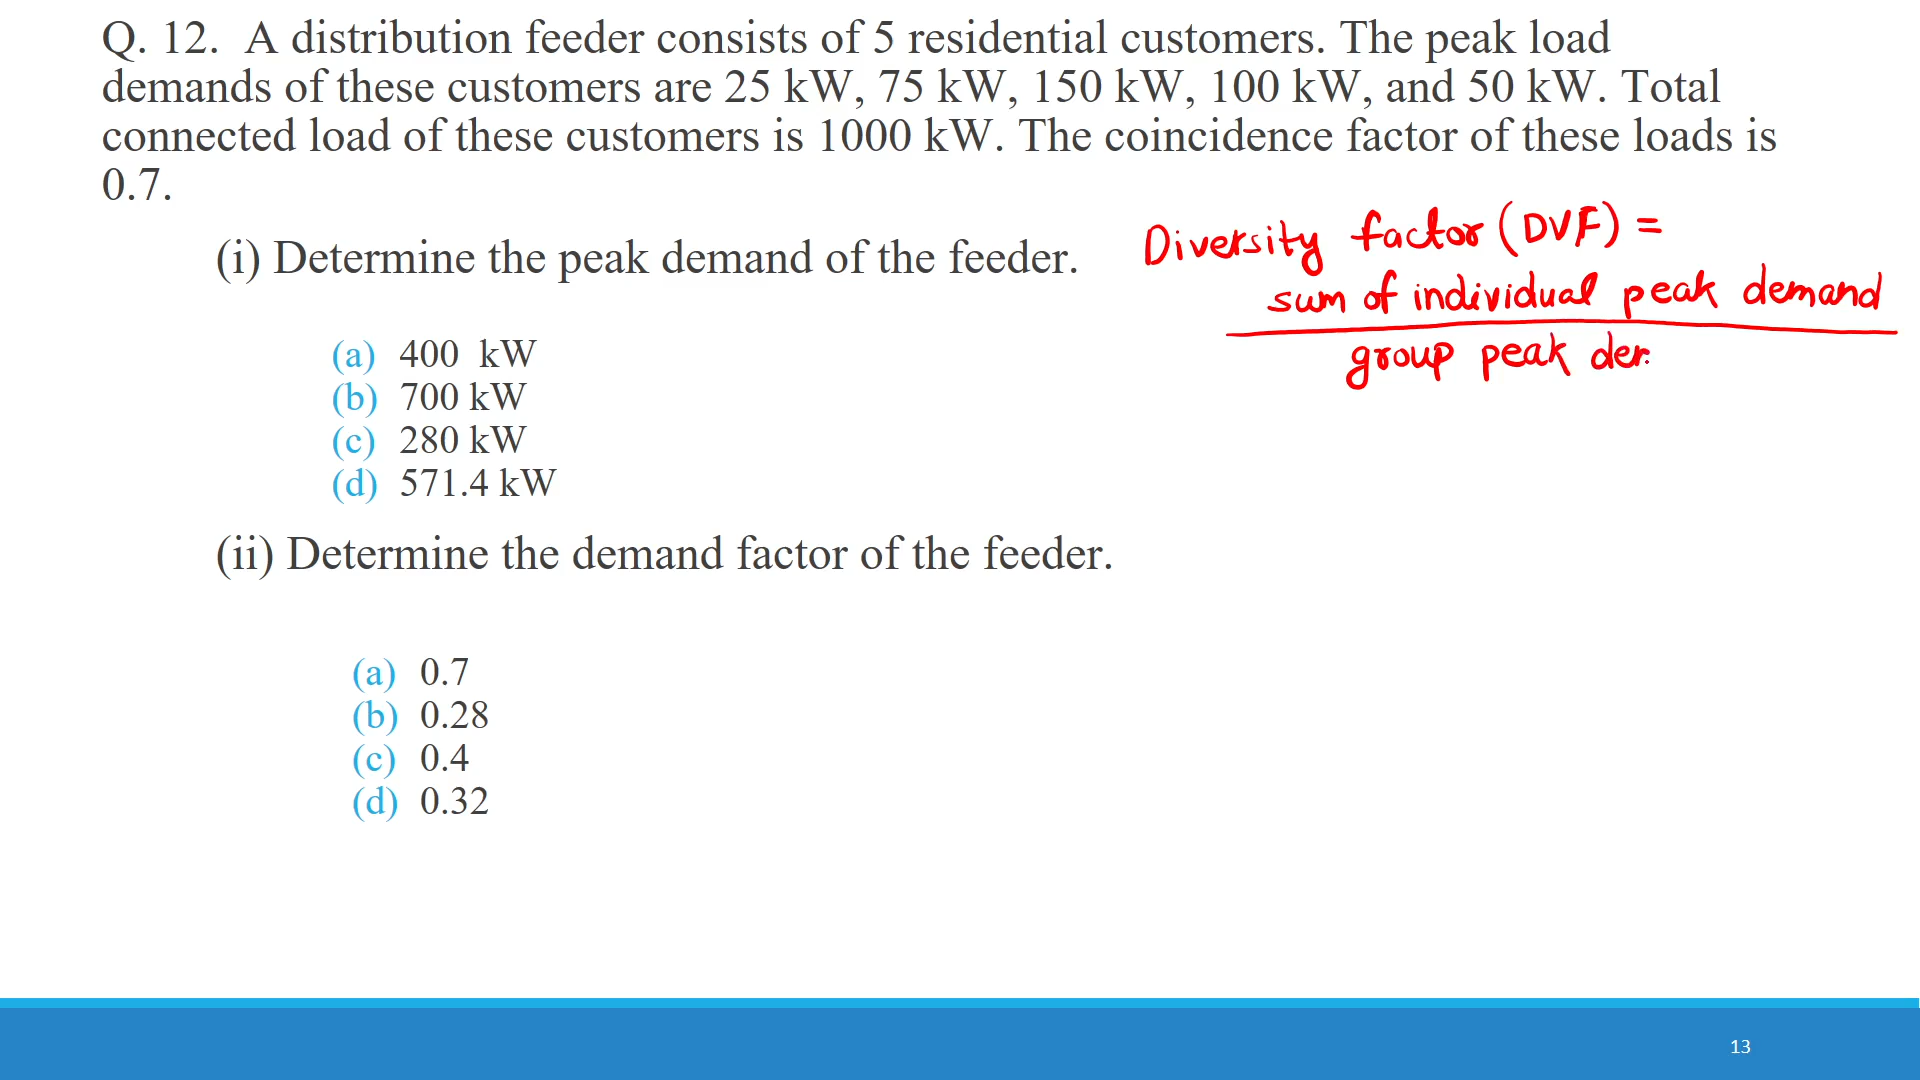 Q. 12. A distribution feeder consists of 5 residential customers. The peak load
demands of these customers are 25 kW, 75 kW, 150 kW, 100 kW, and 50 kW. Total
connected load of these customers is 1000 kW. The coincidence factor of these loads is
0.7.
(i) Determine the peak demand of the feeder.
Diversity factor (DVF) =
sum of individual peak demand
group peak der
(a) 400 kW
(b) 700 kW
(c) 280 kW
(d) 571.4 kW
(ii) Determine the demand factor of the feeder.
(a) 0.7
(b) 0.28
(c) 0.4
(d) 0.32
13